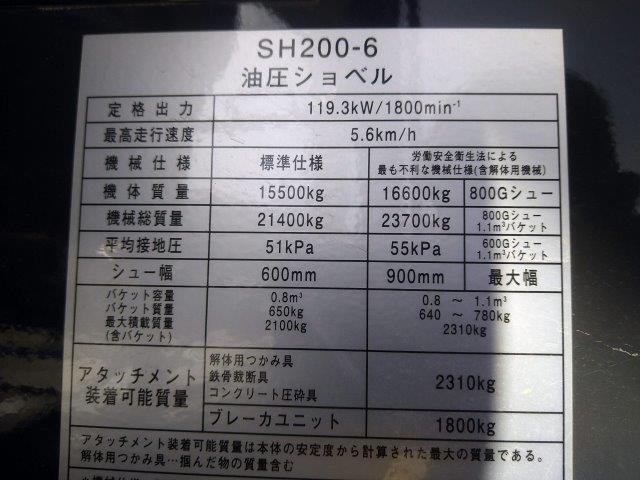 SH200-6
油圧ショベル
定格出力 119.3kW/1800min⁻¹
最高走行速度 5.6km/h
機械仕様 標準仕様 労働安全衛生法による
最も不利な機械仕様(含解体用機械)
機体質量 15500kg 16600kg 800Gシュー
機械総質量 21400kg 23700kg 800Gシュー
1.1m³バケット
平均接地圧 51kPa 55kPa 600Gシュー
1.1m³バケット
シュー幅 600mm 900mm 最大幅
バケット容量 0.8m³ 0.8 ～ 1.1m³
バケット質量 650kg 640 ～ 780kg
最大積載質量 2100kg 2310kg
(含バケット)
アタッチメント
装着可能質量
解体用つかみ具
鉄骨裁断具
コンクリート圧砕具
2310kg
ブレーカユニット 1800kg
アタッチメント装着可能質量は本体の安定度から計算された最大の質量である。
解体用つかみ具…掴んだ物の質量含む